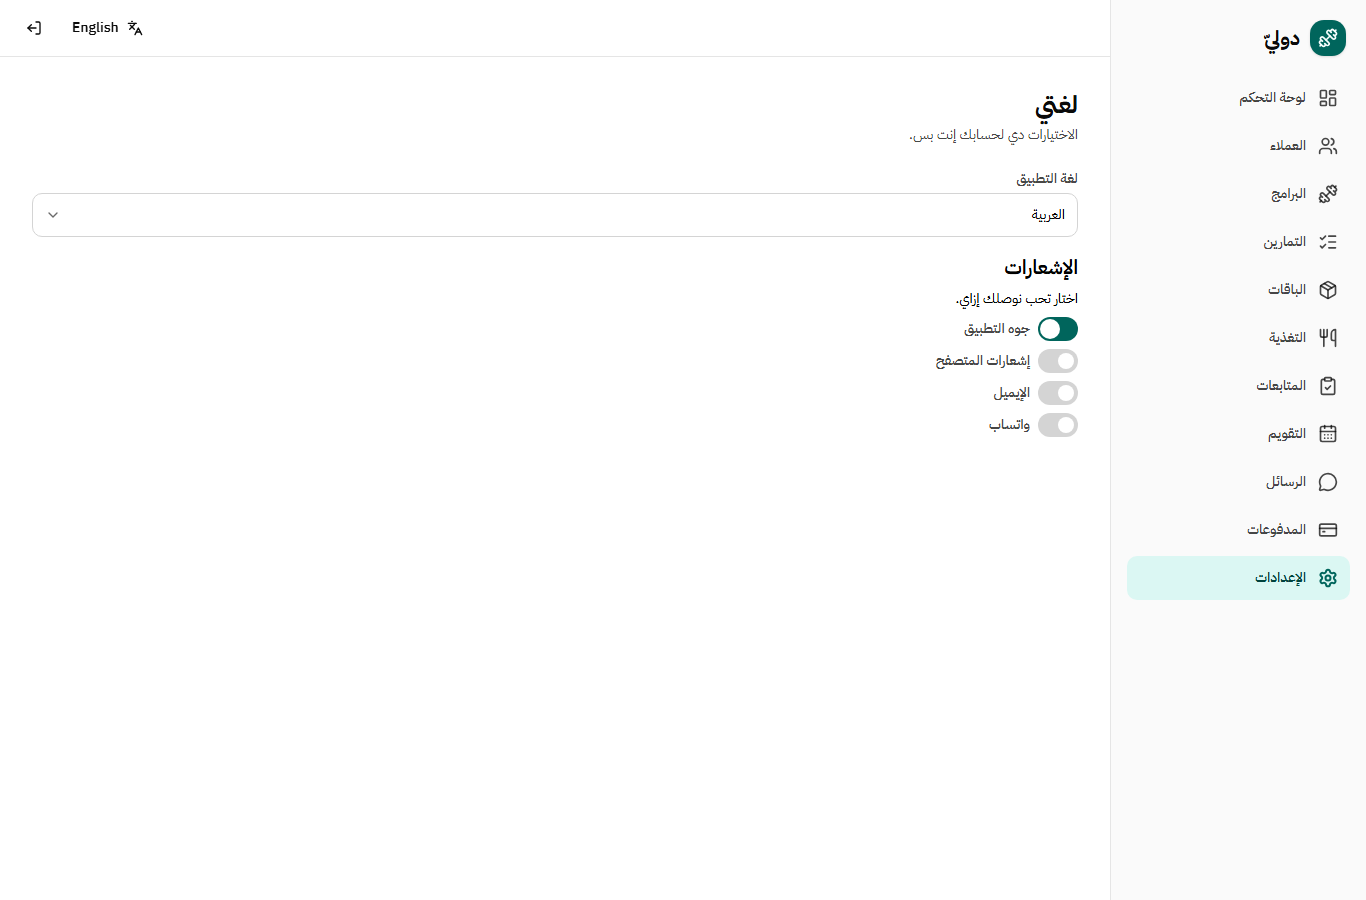 دوليّ
لوحة التحكم
العملاء
البرامج
التمارين
الباقات
التغذية
المتابعات
التقويم
الرسائل
المدفوعات
الإعدادات
English
لغتي
الاختيارات دي لحسابك إنت بس.
لغة التطبيق
العربية
الإشعارات
اختار تحب نوصلك إزاي.
جوه التطبيق
إشعارات المتصفح
الإيميل
واتساب